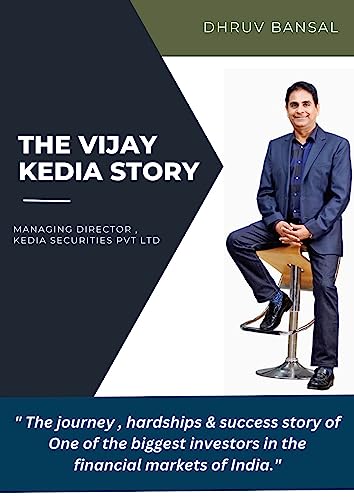 DHRUV BANSAL
THE VIJAY
KEDIA STORY
MANAGING DIRECTOR ,
KEDIA SECURITIES PVT LTD
" The journey , hardships & success story of
One of the biggest investors in the
financial markets of India."